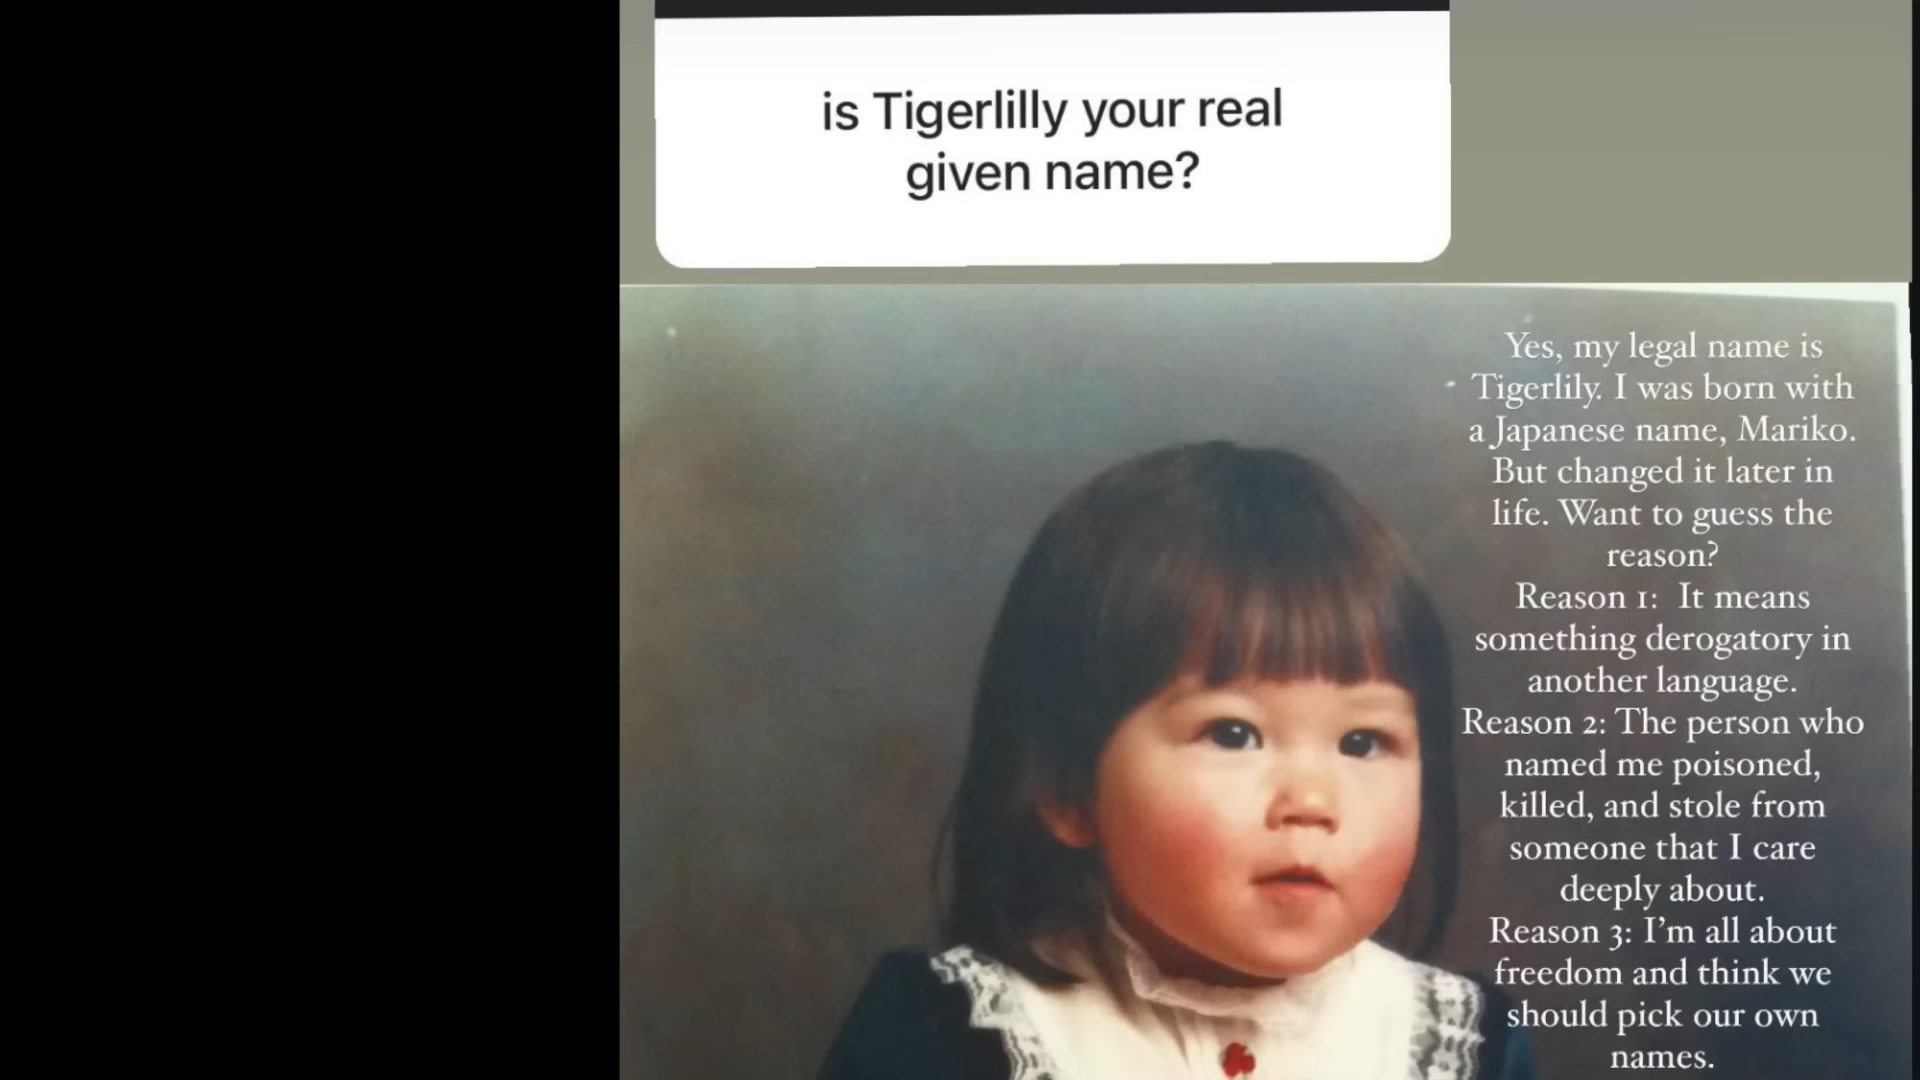 is Tigerlilly your real
given name?
Yes, my legal name is
Tigerlily. I was born with
a Japanese name, Mariko.
But changed it later in
life. Want to guess the
reason?
Reason 1: It means
something derogatory in
another language.
Reason 2: The person who
named me poisoned,
killed, and stole from
someone that I care
deeply about.
Reason 3: I'm all about
freedom and think we
should pick our own
names.